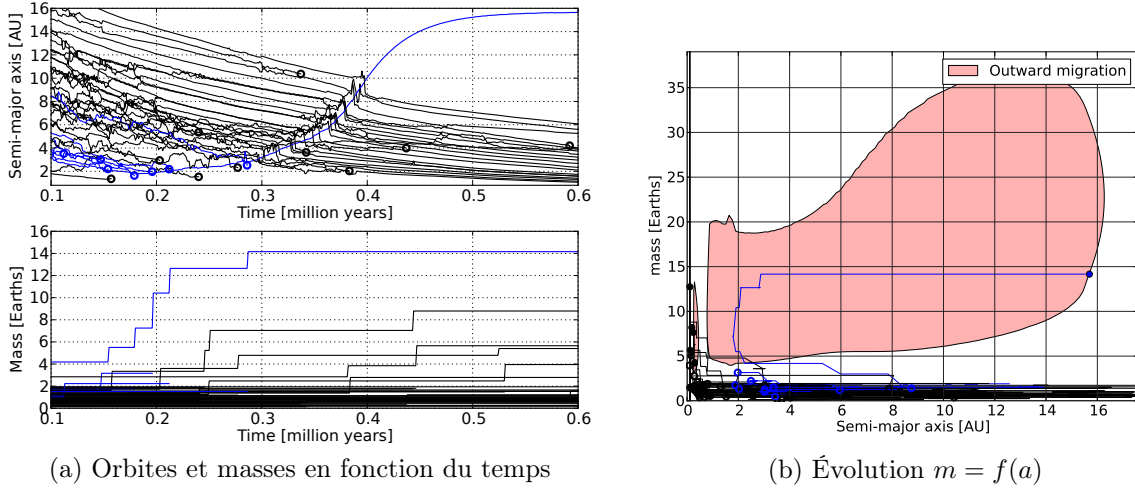 Semi-major axis [AU]
16
14
12
10
8
6
4
2
0.1 0.2 0.3 0.4 0.5 0.6
Time [million years]
Mass [Earths]
16
14
12
10
8
6
4
2
0
0.1 0.2 0.3 0.4 0.5 0.6
Time [million years]
(a) Orbites et masses en fonction du temps
Outward migration
mass [Earths]
35
30
25
20
15
10
5
0
0 2 4 6 8 10 12 14 16
Semi-major axis [AU]
(b) Évolution m = f(a)